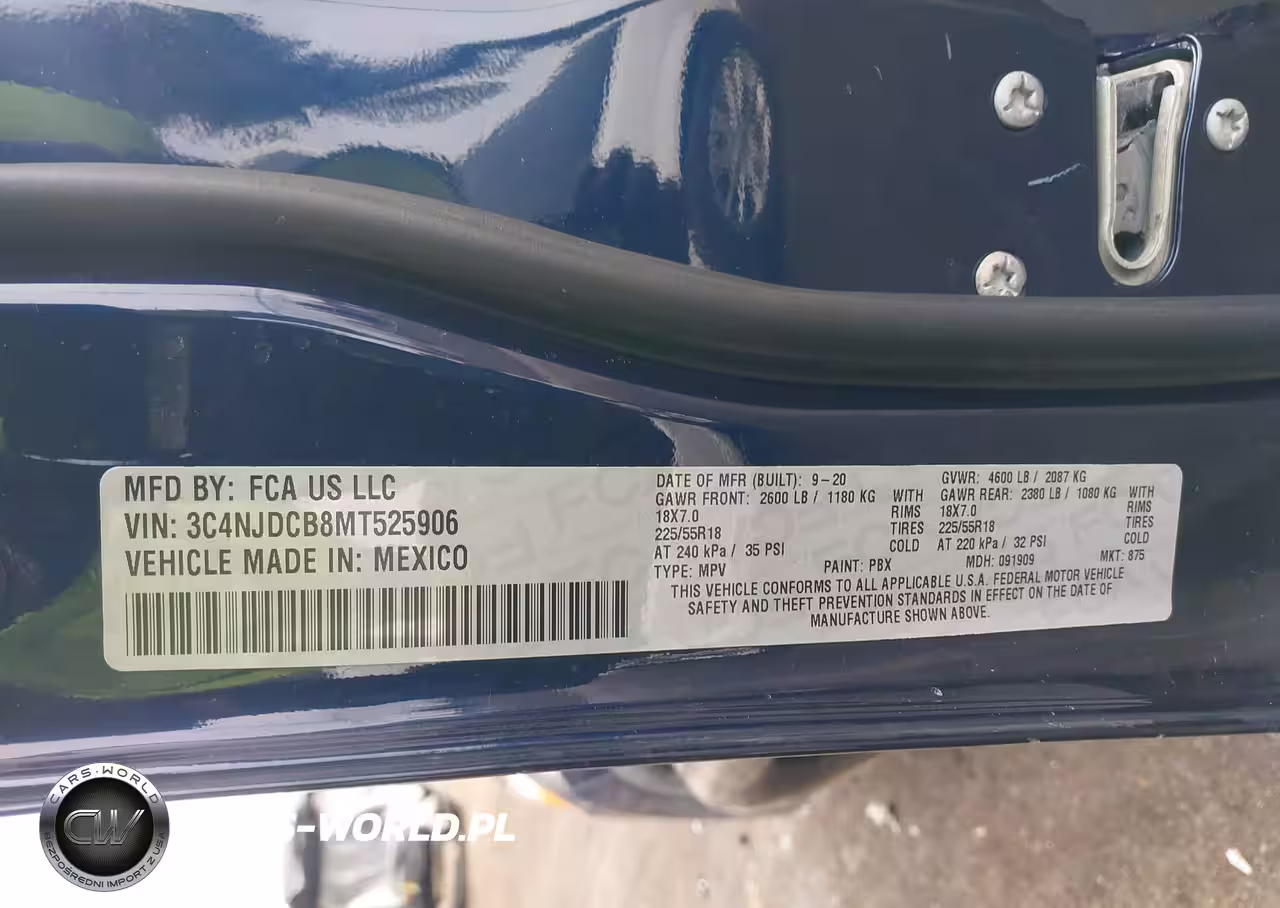 MFD BY: FCA US LLC
VIN: 3C4NJDCB8MT525906
VEHICLE MADE IN: MEXICO
DATE OF MFR (BUILT): 9-20 GVWR: 4600 LB / 2087 KG
GAWR FRONT: 2600 LB / 1180 KG WITH GAWR REAR: 2380 LB / 1080 KG WITH
18X7.0 RIMS 18X7.0 RIMS
225/55R18 TIRES 225/55R18 TIRES
AT 240 kPa / 35 PSI COLD AT 220 kPa / 32 PSI COLD
TYPE: MPV PAINT: PBX MDH: 091909 MKT: 875
THIS VEHICLE CONFORMS TO ALL APPLICABLE U.S.A. FEDERAL MOTOR VEHICLE
SAFETY AND THEFT PREVENTION STANDARDS IN EFFECT ON THE DATE OF
MANUFACTURE SHOWN ABOVE.
CARS-WORLD
CW
BEZPOŚREDNI IMPORT Z USA
S-WORLD.PL